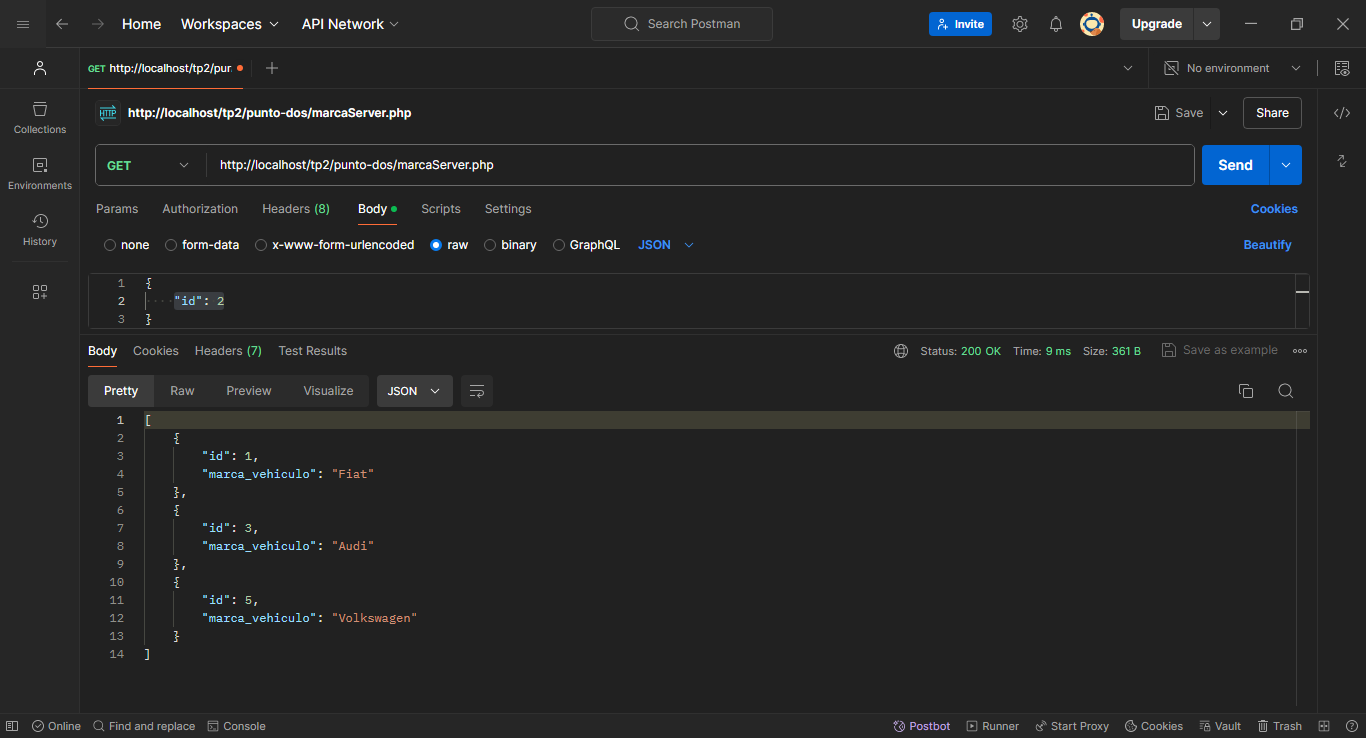 Home Workspaces API Network Search Postman Invite Upgrade
GET http://localhost/tp2/pur No environment
HTTP http://localhost/tp2/punto-dos/marcaServer.php Save Share
Collections
GET http://localhost/tp2/punto-dos/marcaServer.php Send
Environments
Params Authorization Headers (8) Body Scripts Settings Cookies
History
none form-data x-www-form-urlencoded raw binary GraphQL JSON Beautify
1 {
2 "id": 2
3 }
Body Cookies Headers (7) Test Results Status: 200 OK Time: 9 ms Size: 361 B Save as example
Pretty Raw Preview Visualize JSON
1 [
2 {
3 "id": 1,
4 "marca_vehiculo": "Fiat"
5 },
6 {
7 "id": 3,
8 "marca_vehiculo": "Audi"
9 },
10 {
11 "id": 5,
12 "marca_vehiculo": "Volkswagen"
13 }
14 ]
Online Find and replace Console Postbot Runner Start Proxy Cookies Vault Trash